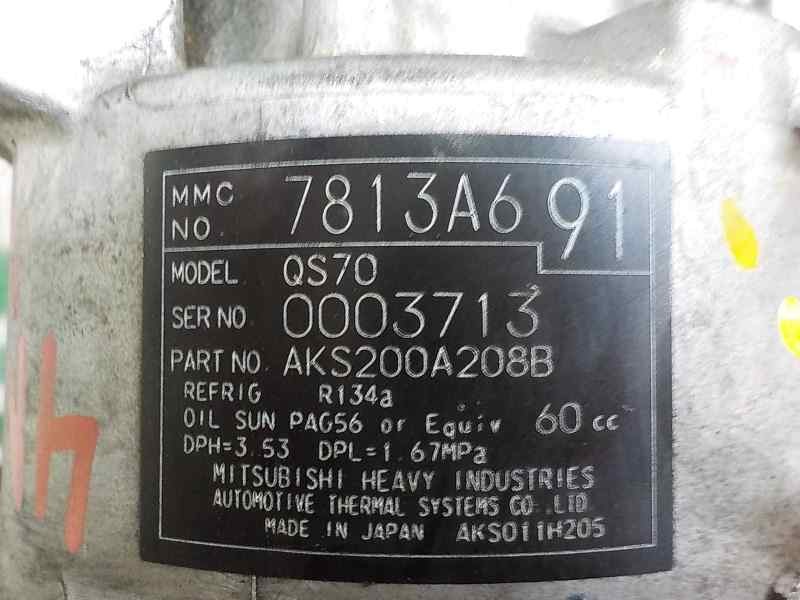 MMC NO. 7813A691
MODEL QS70
SER NO. 0003713
PART NO. AKS200A208B
REFRIG R134a
OIL SUN PAG56 or Equiv 60 cc
DPH=3.53 DPL=1.67MPa
MITSUBISHI HEAVY INDUSTRIES
AUTOMOTIVE THERMAL SYSTEMS CO.,LTD
MADE IN JAPAN AKS011H205